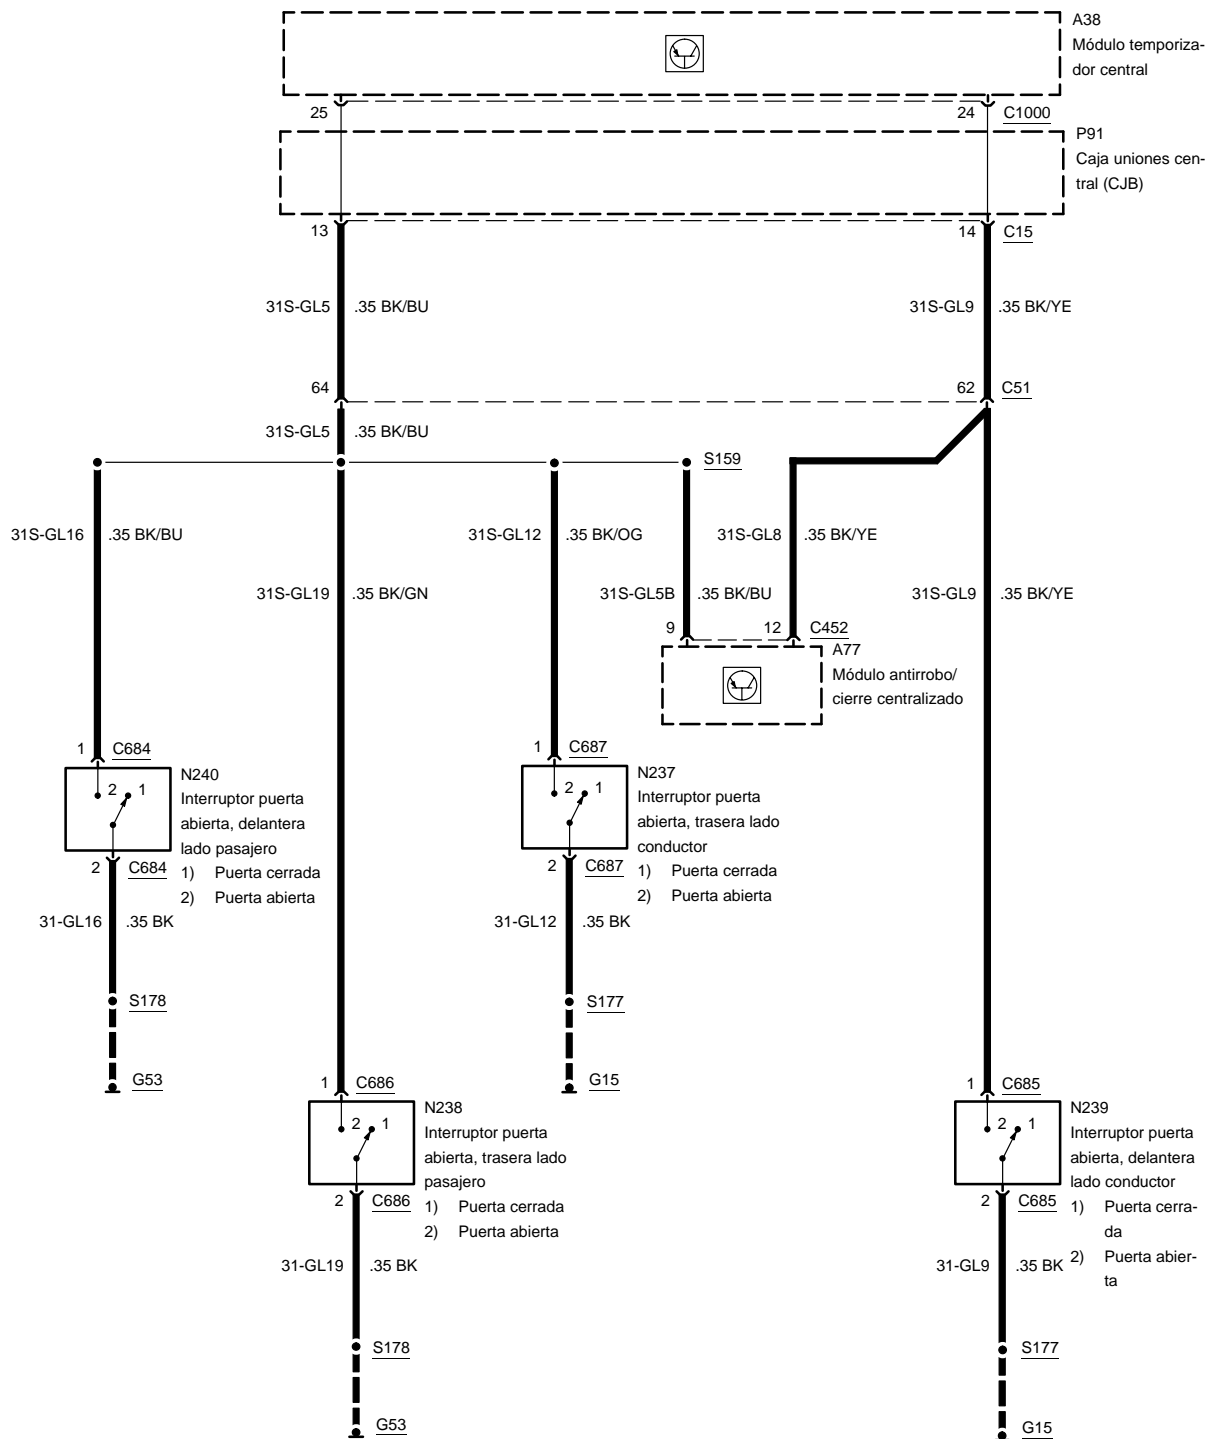 A38
Módulo temporiza-
dor central
25
24
C1000
P91
Caja uniones cen-
tral (CJB)
13
14
C15
31S-GL5
.35 BK/BU
31S-GL9
.35 BK/YE
64
62
C51
31S-GL5
.35 BK/BU
S159
31S-GL16
.35 BK/BU
31S-GL12
.35 BK/OG
31S-GL8
.35 BK/YE
31S-GL19
.35 BK/GN
31S-GL5B
.35 BK/BU
31S-GL9
.35 BK/YE
9
12
C452
A77
Módulo antirrobo/
cierre centralizado
1
C684
2
1
N240
Interruptor puerta
abierta, delantera
lado pasajero
1) Puerta cerrada
2) Puerta abierta
2
C684
31-GL16
.35 BK
S178
G53
1
C687
2
1
N237
Interruptor puerta
abierta, trasera lado
conductor
1) Puerta cerrada
2) Puerta abierta
2
C687
31-GL12
.35 BK
S177
G15
1
C686
2
1
N238
Interruptor puerta
abierta, trasera lado
pasajero
1) Puerta cerrada
2) Puerta abierta
2
C686
31-GL19
.35 BK
S178
G53
1
C685
2
1
N239
Interruptor puerta
abierta, delantera
lado conductor
1) Puerta cerra-
da
2) Puerta abier-
ta
2
C685
31-GL9
.35 BK
S177
G15